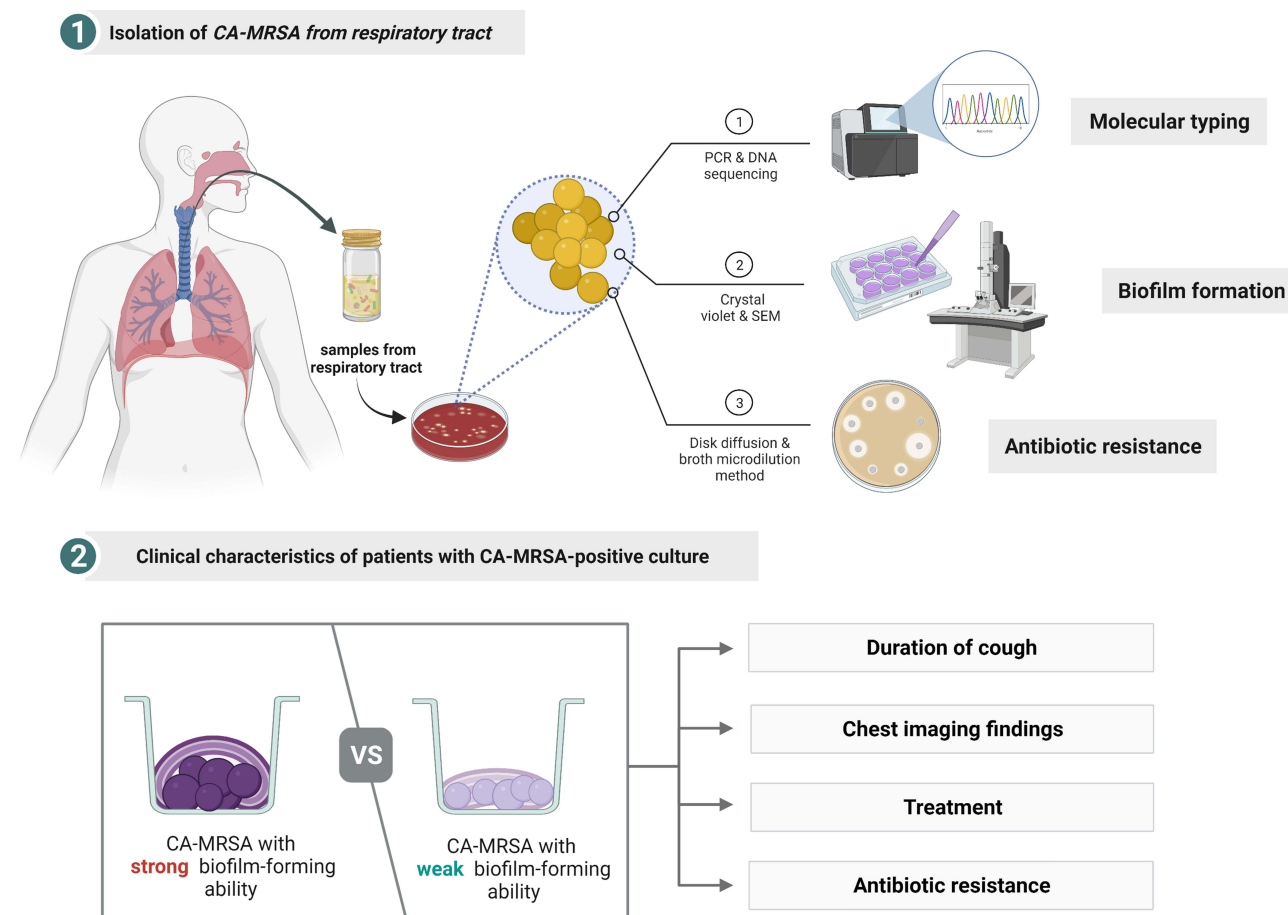 1 Isolation of CA-MRSA from respiratory tract
1
PCR & DNA
sequencing
Molecular typing
samples from
respiratory tract
2
Crystal
violet & SEM
Biofilm formation
3
Disk diffusion &
broth microdilution
method
Antibiotic resistance
2 Clinical characteristics of patients with CA-MRSA-positive culture
CA-MRSA with
strong biofilm-forming
ability
VS
CA-MRSA with
weak biofilm-forming
ability
Duration of cough
Chest imaging findings
Treatment
Antibiotic resistance